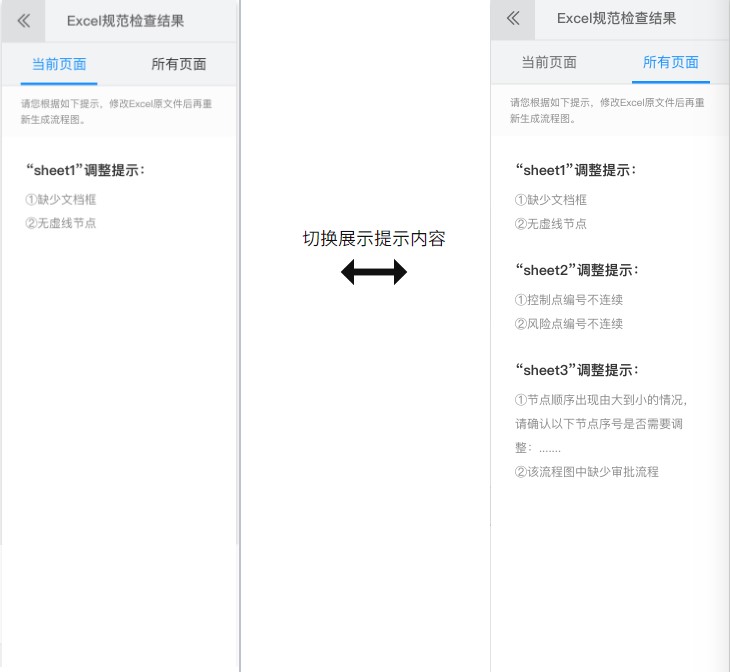 Excel规范检查结果
当前页面
所有页面
请您根据如下提示，修改Excel原文件后再重
新生成流程图。
“sheet1”调整提示：
①缺少文档框
②无虚线节点
切换展示提示内容
Excel规范检查结果
当前页面
所有页面
请您根据如下提示，修改Excel原文件后再重
新生成流程图。
“sheet1”调整提示：
①缺少文档框
②无虚线节点
“sheet2”调整提示：
①控制点编号不连续
②风险点编号不连续
“sheet3”调整提示：
①节点顺序出现由大到小的情况，
请确认以下节点序号是否需要调
整：.......
②该流程图中缺少审批流程